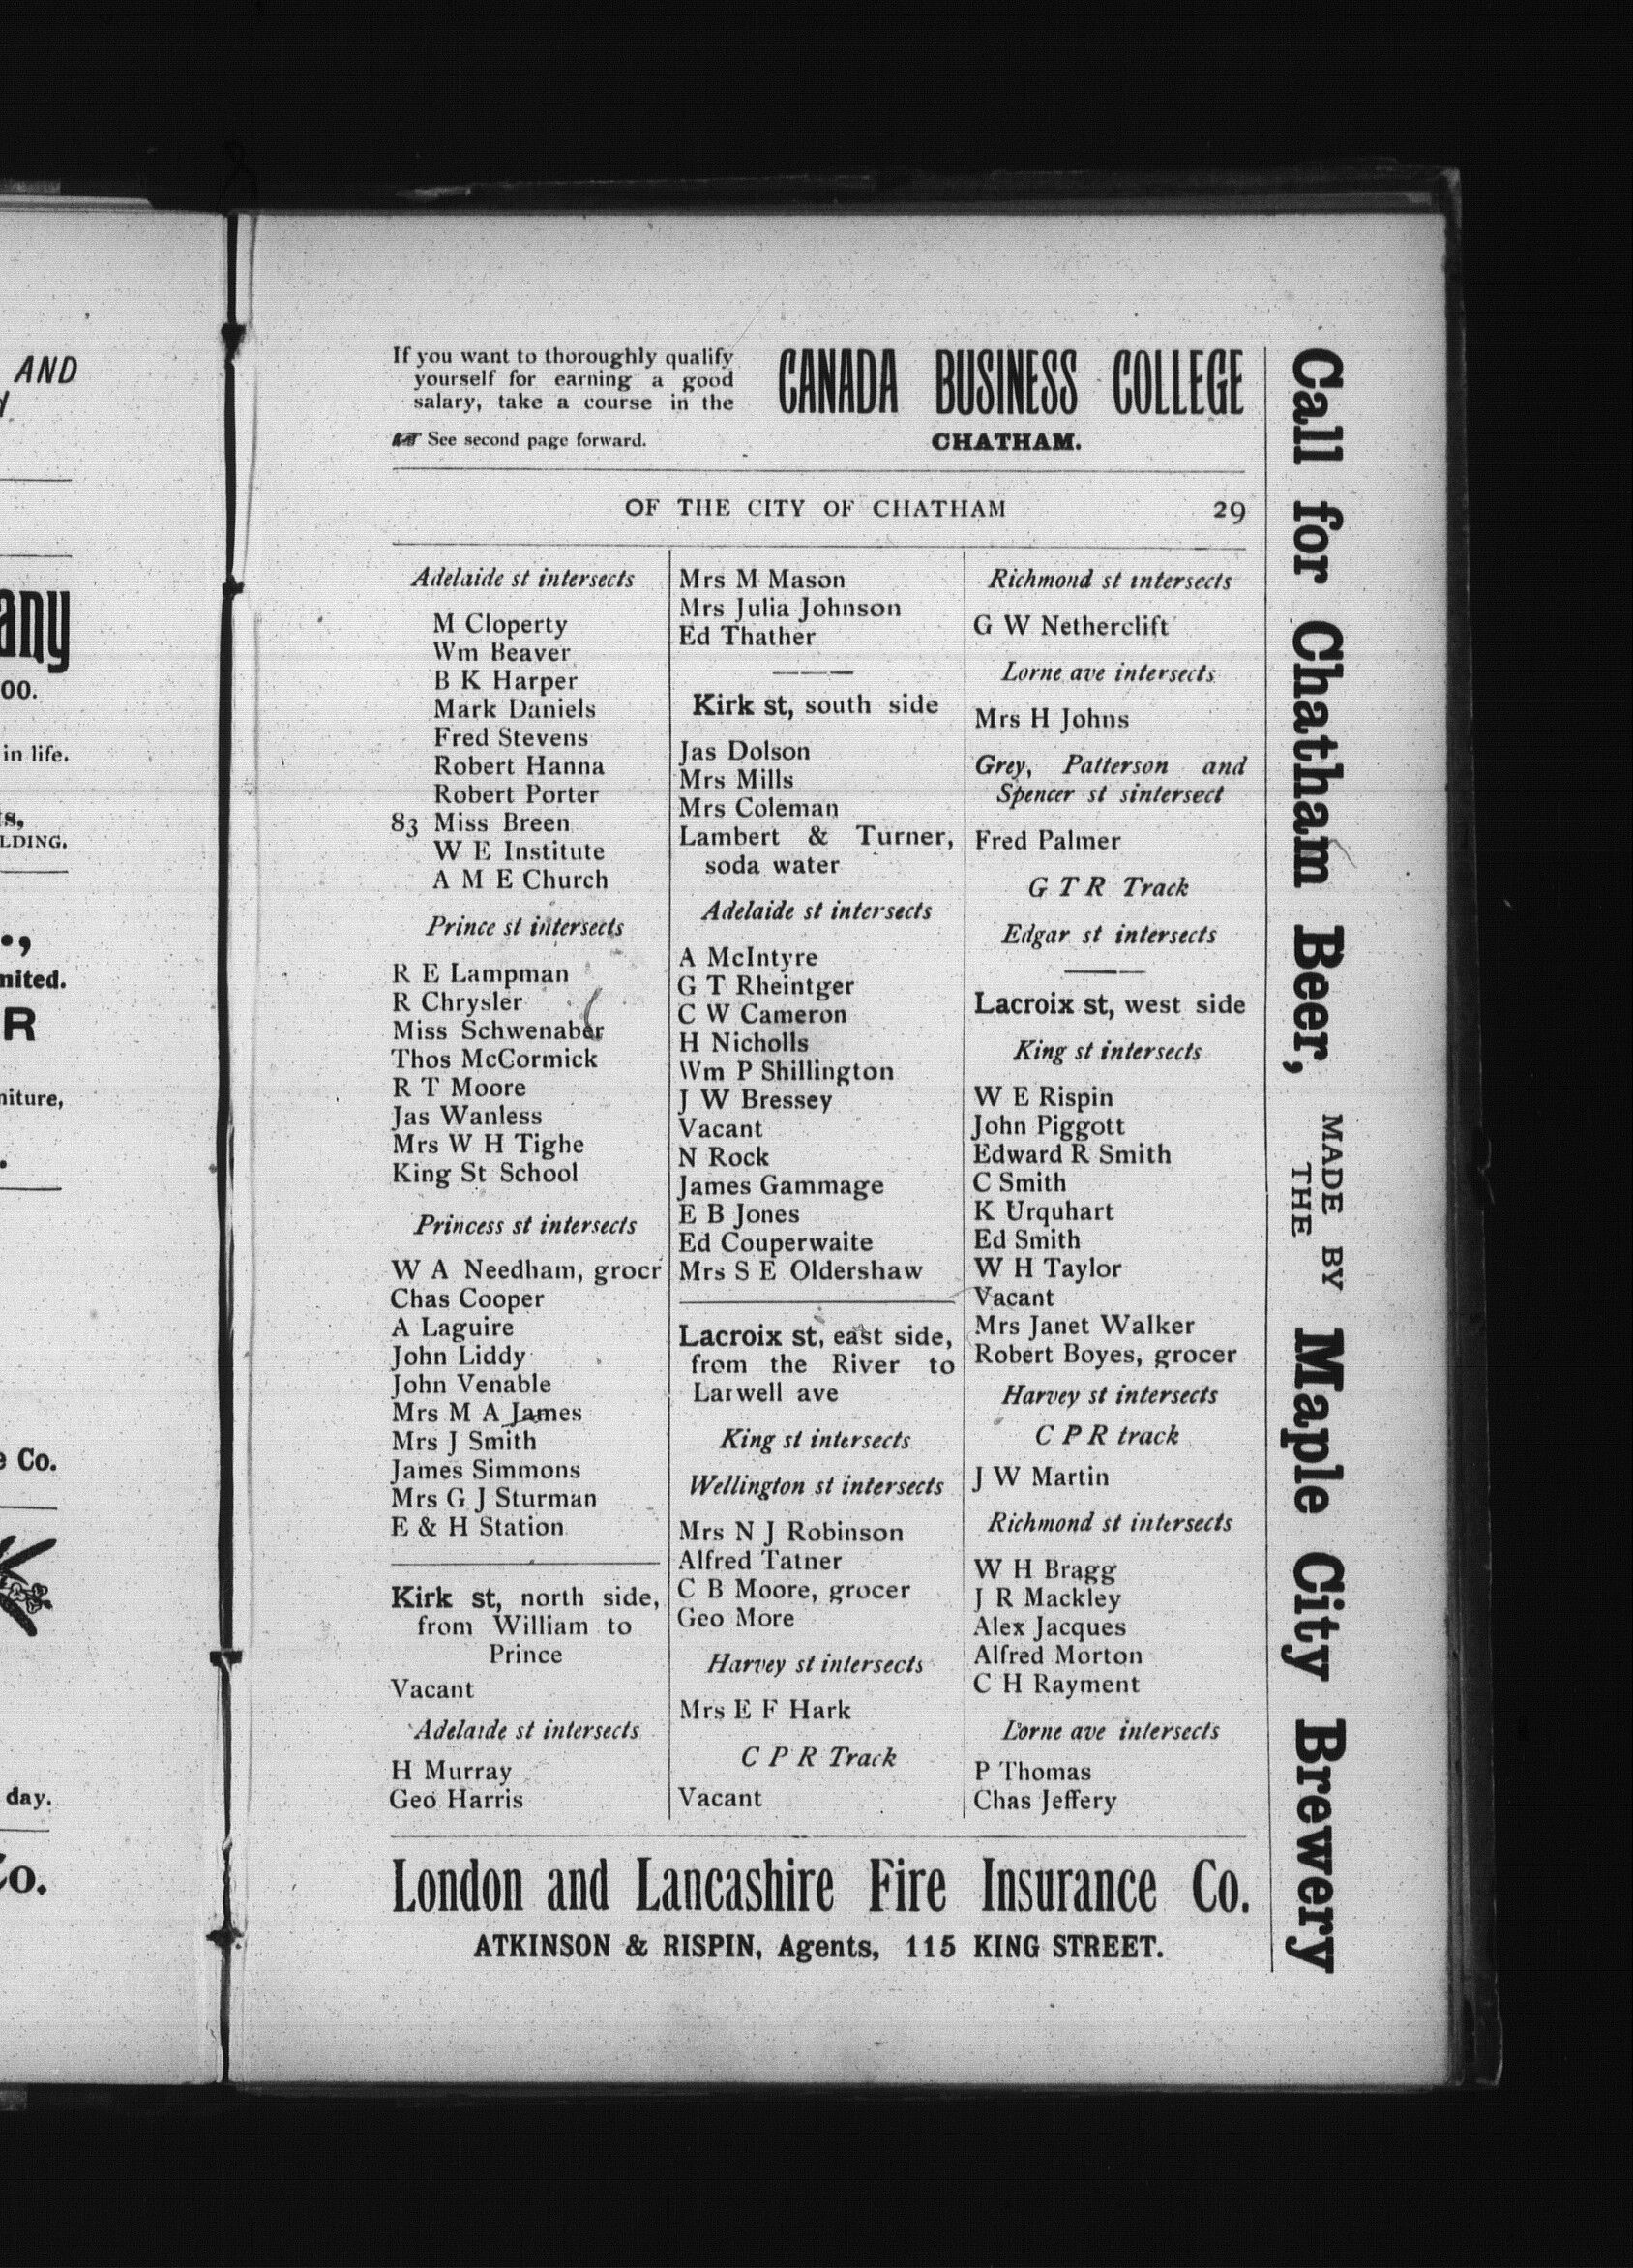 AND
any
00.
in life.
LDING.
nited.
R
niture,
Co.
day.
Co.
If you want to thoroughly qualify
yourself for earning a good
salary, take a course in the
CANADA BUSINESS COLLEGE
☞ See second page forward.
CHATHAM.
OF THE CITY OF CHATHAM 29
Adelaide st intersects
M Cloperty
Wm Beaver
B K Harper
Mark Daniels
Fred Stevens
Robert Hanna
Robert Porter
83 Miss Breen
W E Institute
A M E Church
Prince st intersects
R E Lampman
R Chrysler
Miss Schwenaber
Thos McCormick
R T Moore
Jas Wanless
Mrs W H Tighe
King St School
Princess st intersects
W A Needham, grocr
Chas Cooper
A Laguire
John Liddy
John Venable
Mrs M A James
Mrs J Smith
James Simmons
Mrs G J Sturman
E & H Station
Kirk st, north side,
from William to
Prince
Vacant
Adelaide st intersects
H Murray
Geo Harris
Mrs M Mason
Mrs Julia Johnson
Ed Thather
Kirk st, south side
Jas Dolson
Mrs Mills
Mrs Coleman
Lambert & Turner,
soda water
Adelaide st intersects
A McIntyre
G T Rheintger
C W Cameron
H Nicholls
Wm P Shillington
J W Bressey
Vacant
N Rock
James Gammage
E B Jones
Ed Couperwaite
Mrs S E Oldershaw
Lacroix st, east side,
from the River to
Larwell ave
King st intersects
Wellington st intersects
Mrs N J Robinson
Alfred Tatner
C B Moore, grocer
Geo More
Harvey st intersects
Mrs E F Hark
C P R Track
Vacant
Richmond st intersects
G W Netherclift
Lorne ave intersects
Mrs H Johns
Grey, Patterson and
Spencer st sintersect
Fred Palmer
G T R Track
Edgar st intersects
Lacroix st, west side
King st intersects
W E Rispin
John Piggott
Edward R Smith
C Smith
K Urquhart
Ed Smith
W H Taylor
Vacant
Mrs Janet Walker
Robert Boyes, grocer
Harvey st intersects
C P R track
J W Martin
Richmond st intersects
W H Bragg
J R Mackley
Alex Jacques
Alfred Morton
C H Rayment
Lorne ave intersects
P Thomas
Chas Jeffery
London and Lancashire Fire Insurance Co.
ATKINSON & RISPIN, Agents, 115 KING STREET.
Call for Chatham Beer, MADE BY THE Maple City Brewery